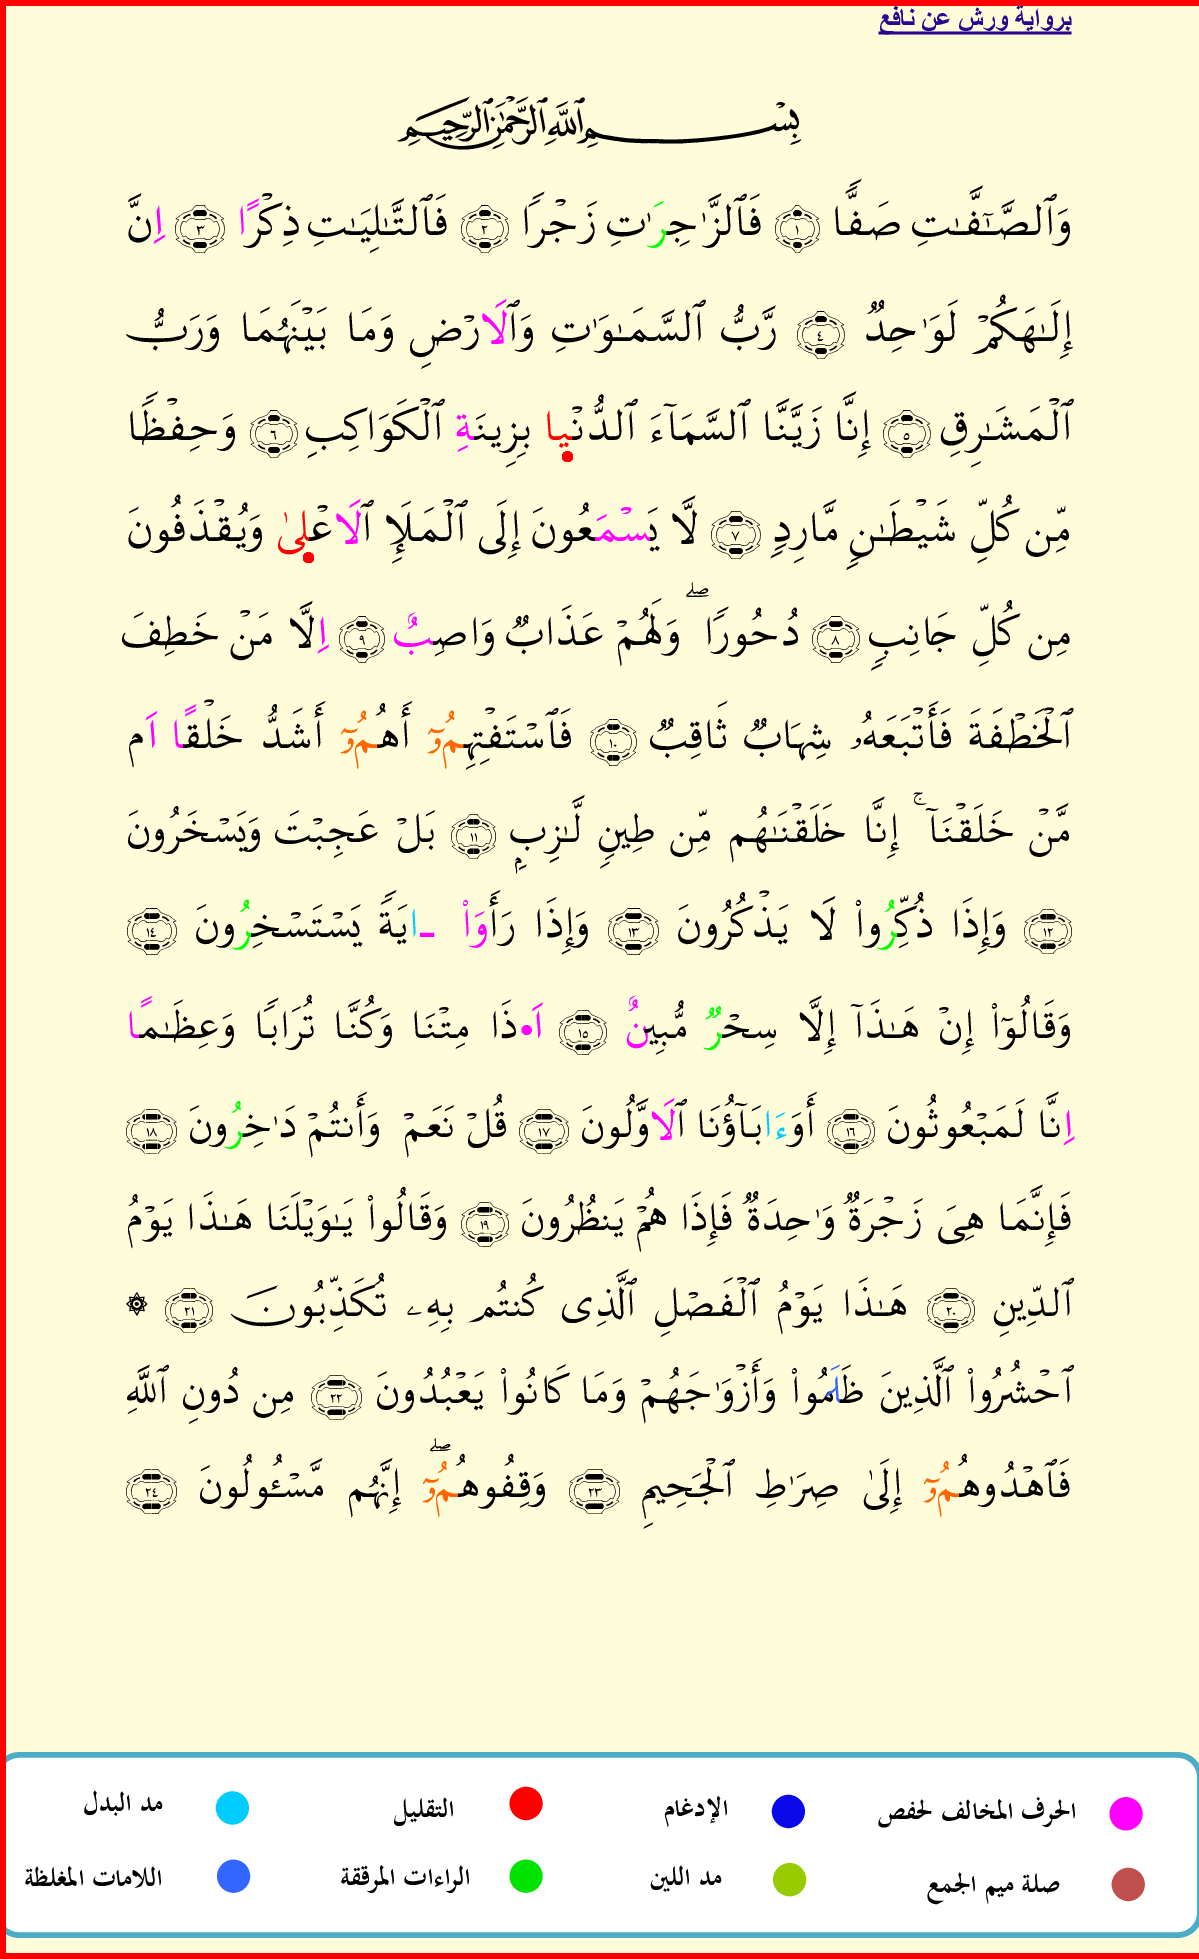 برواية ورش عن نافع
بِسْمِ ٱللَّهِ ٱلرَّحْمَٰنِ ٱلرَّحِيمِ
وَٱلصَّٰٓفَّٰتِ صَفّٗا ١ فَٱلزَّٰجِرَٰتِ زَجْرٗا ٢ فَٱلتَّٰلِيَٰتِ ذِكْرًا ٣ اِنَّ
إِلَٰهَكُمْ لَوَٰحِدٞ ٤ رَّبُّ ٱلسَّمَٰوَٰتِ وَٱلَارْضِ وَمَا بَيْنَهُمَا وَرَبُّ
ٱلْمَشَٰرِقِ ٥ إِنَّا زَيَّنَّا ٱلسَّمَآءَ ٱلدُّنْيا بِزِينَةِ ٱلْكَوَاكِبِ ٦ وَحِفْظٗا
مِّن كُلِّ شَيْطَٰنٖ مَّارِدٖ ٧ لَّا يَسْمَعُونَ إِلَى ٱلْمَلَإِ ٱلَاعْلىٰ وَيُقْذَفُونَ
مِن كُلِّ جَانِبٖ ٨ دُحُورٗاۖ وَلَهُمْ عَذَابٞ وَاصِبٌ ٩ اِلَّا مَنْ خَطِفَ
ٱلْخَطْفَةَ فَأَتْبَعَهُۥ شِهَابٞ ثَاقِبٞ ١٠ فَٱسْتَفْتِهِمُۥٓ أَهُمُۥٓ أَشَدُّ خَلْقًا اَم
مَّنْ خَلَقْنَآۚ إِنَّا خَلَقْنَٰهُم مِّن طِينٖ لَّازِبِۢ ١١ بَلْ عَجِبْتَ وَيَسْخَرُونَ
١٢ وَإِذَا ذُكِّرُوا۟ لَا يَذْكُرُونَ ١٣ وَإِذَا رَأَوَا۟ ـايَةٗ يَسْتَسْخِرُونَ ١٤
وَقَالُوٓا۟ إِنْ هَٰذَآ إِلَّا سِحْرٞ مُّبِينٌ ١٥ اَ•ذَا مِتْنَا وَكُنَّا تُرَابٗا وَعِظَٰمًا
اِنَّا لَمَبْعُوثُونَ ١٦ أَوَءَابَآؤُنَا ٱلَاوَّلُونَ ١٧ قُلْ نَعَمْ وَأَنتُمْ دَٰخِرُونَ ١٨
فَإِنَّمَا هِىَ زَجْرَةٞ وَٰحِدَةٞ فَإِذَا هُمْ يَنظُرُونَ ١٩ وَقَالُوا۟ يَٰوَيْلَنَا هَٰذَا يَوْمُ
ٱلدِّينِ ٢٠ هَٰذَا يَوْمُ ٱلْفَصْلِ ٱلَّذِى كُنتُم بِهِۦ تُكَذِّبُونَ ٢١ ۞
ٱحْشُرُوا۟ ٱلَّذِينَ ظَلَمُوا۟ وَأَزْوَٰجَهُمْ وَمَا كَانُوا۟ يَعْبُدُونَ ٢٢ مِن دُونِ ٱللَّهِ
فَٱهْدُوهُمُۥٓ إِلَىٰ صِرَٰطِ ٱلْجَحِيمِ ٢٣ وَقِفُوهُمُۥٓۖ إِنَّهُم مَّسْـُٔولُونَ ٢٤
الحرف المخالف لحفص الإدغام التقليل مد البدل
صلة ميم الجمع مد اللين الراءات المرققة اللامات المغلظة